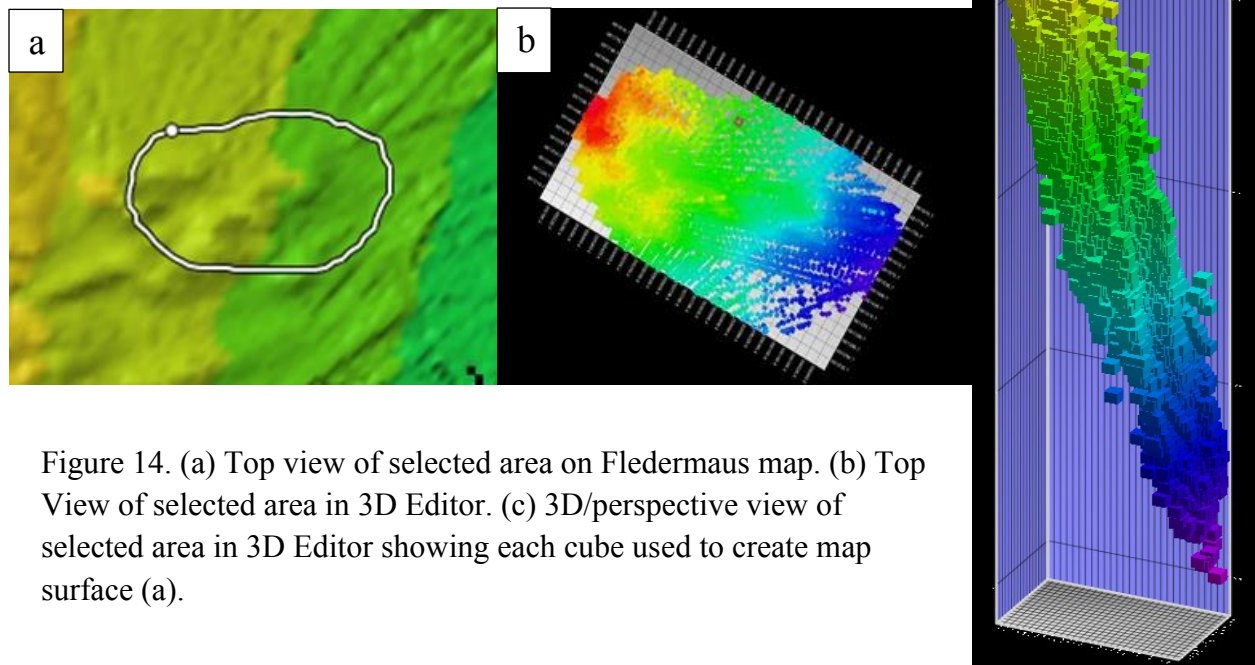 a
b
Figure 14. (a) Top view of selected area on Fledermaus map. (b) Top
View of selected area in 3D Editor. (c) 3D/perspective view of
selected area in 3D Editor showing each cube used to create map
surface (a).